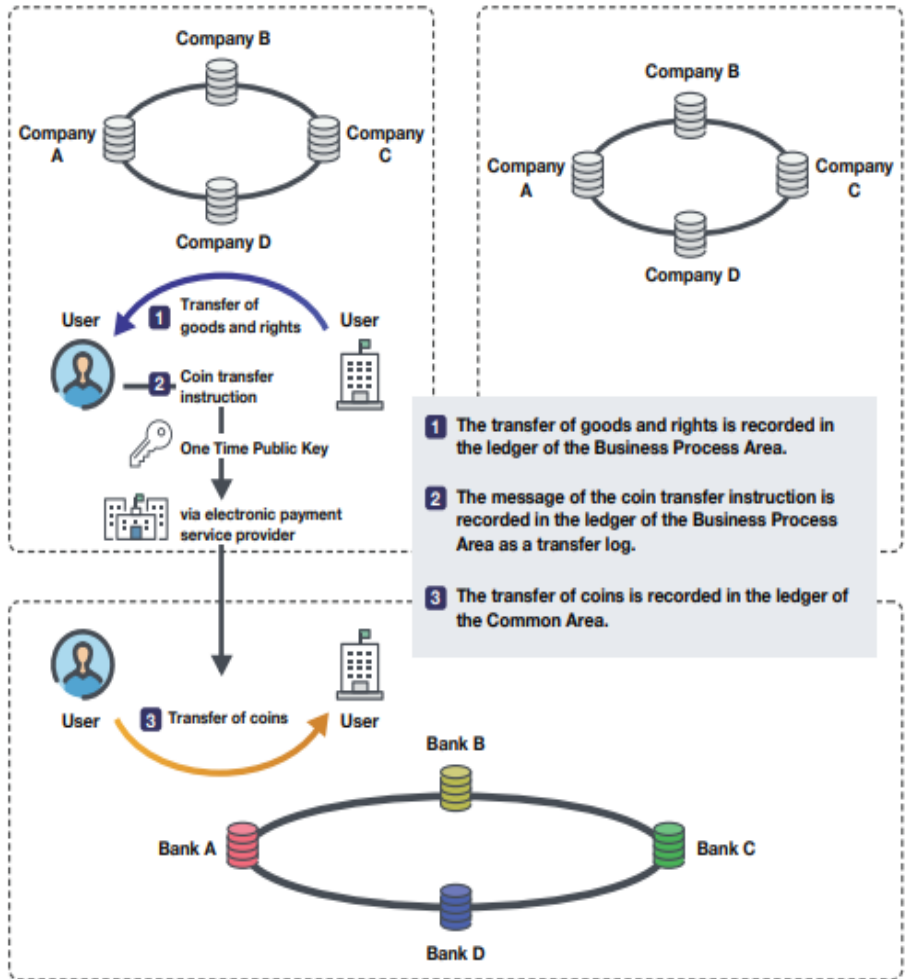 Company B
Company
A
Company
C
Company D
User
1 Transfer of
goods and rights
User
2 Coin transfer
instruction
One Time Public Key
via electronic payment
service provider
Company B
Company
A
Company
C
Company D
1 The transfer of goods and rights is recorded in
the ledger of the Business Process Area.
2 The message of the coin transfer instruction is
recorded in the ledger of the Business Process
Area as a transfer log.
3 The transfer of coins is recorded in the ledger of
the Common Area.
User
3 Transfer of coins
User
Bank B
Bank A
Bank C
Bank D